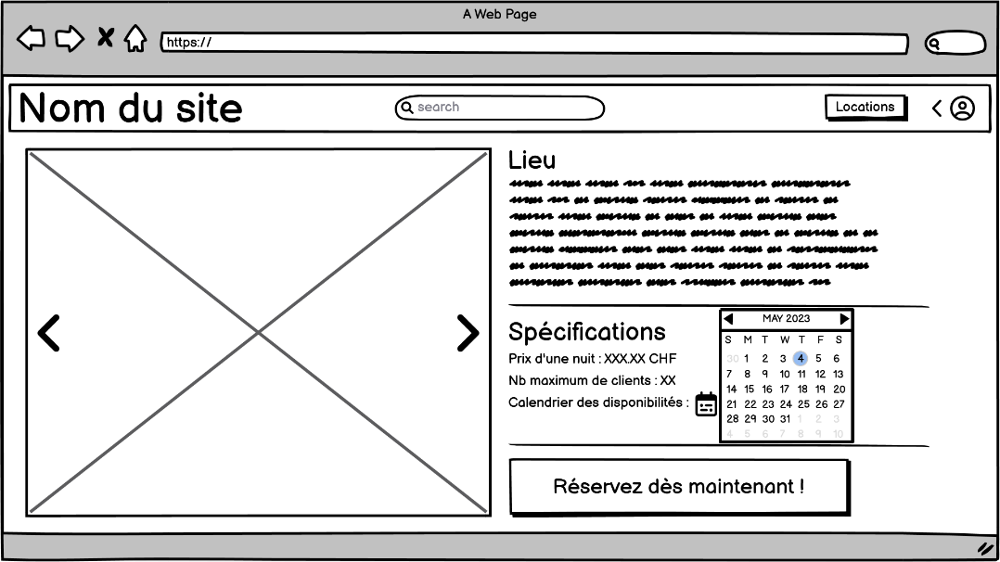 A Web Page
https://
Nom du site
search
Locations
Lieu
Spécifications
Prix d'une nuit : XXX.XX CHF
Nb maximum de clients : XX
Calendrier des disponibilités :
MAY 2023
S M T W T F S
30 1 2 3 4 5 6
7 8 9 10 11 12 13
14 15 16 17 18 19 20
21 22 23 24 25 26 27
28 29 30 31 1 2 3
4 5 6 7 8 9 10
Réservez dès maintenant !